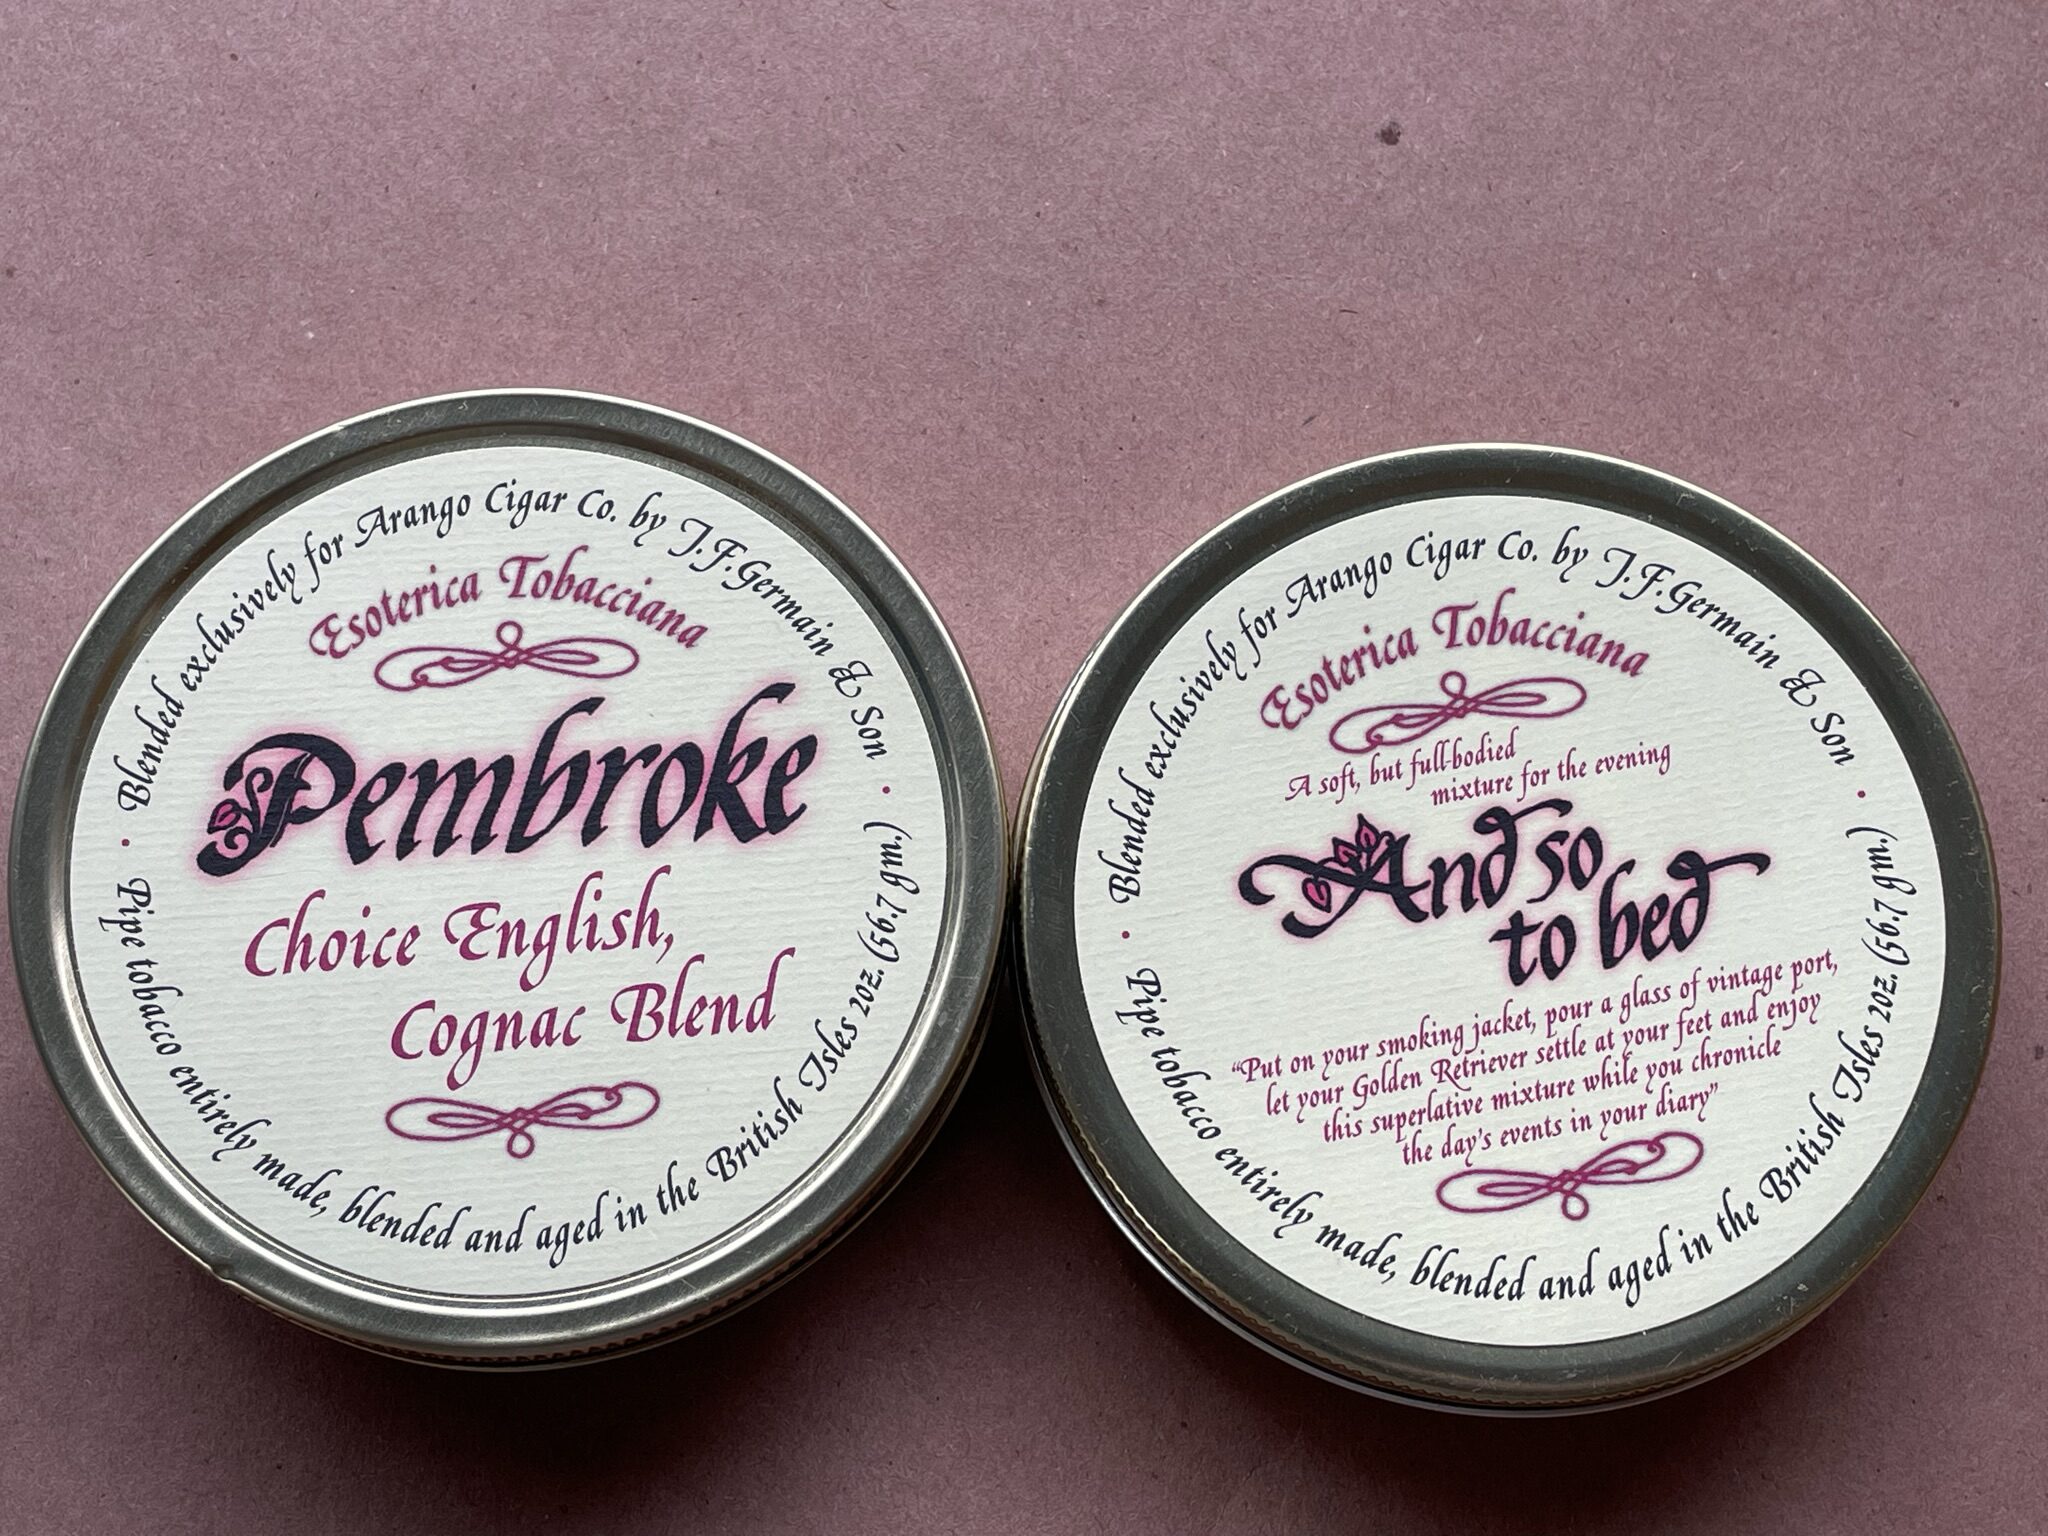 Blended exclusively for Arango Cigar Co. by J.F.Germain & Son
Esoterica Tobacciana
Pembroke
Choice English,
Cognac Blend
Pipe tobacco entirely made, blended and aged in the British Isles 2oz. (56.7 gm.)
Blended exclusively for Arango Cigar Co. by J.F.Germain & Son
Esoterica Tobacciana
A soft, but full-bodied
mixture for the evening
And so
to bed
“Put on your smoking jacket, pour a glass of vintage port,
let your Golden Retriever settle at your feet and enjoy
this superlative mixture while you chronicle
the day's events in your diary”
Pipe tobacco entirely made, blended and aged in the British Isles 2oz. (56.7 gm.)